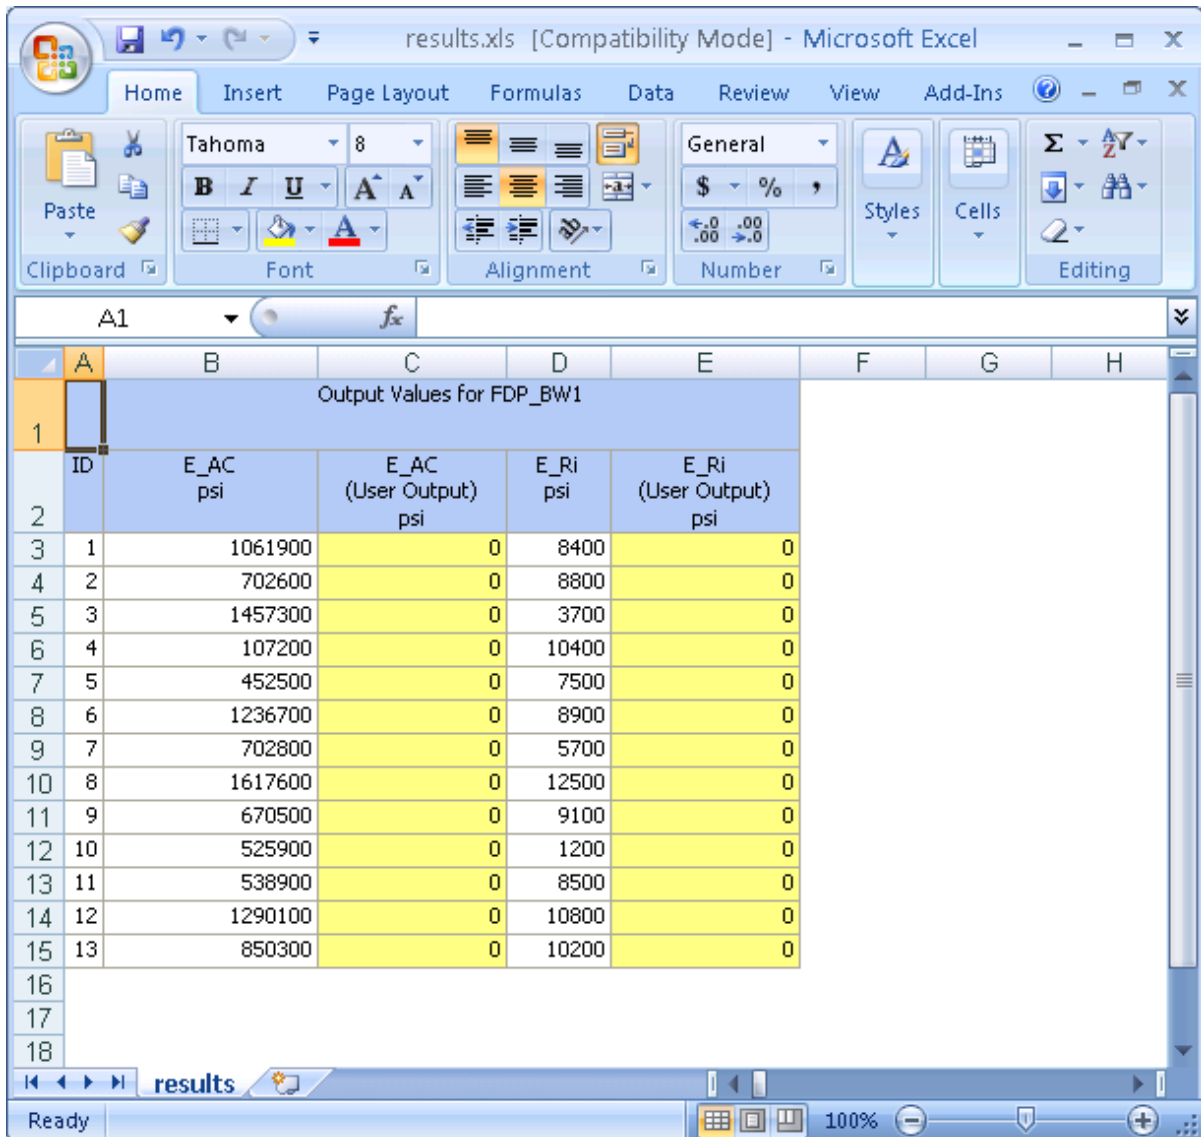 results.xls [Compatibility Mode] - Microsoft Excel
Home Insert Page Layout Formulas Data Review View Add-Ins
Paste
Clipboard
Tahoma 8
B I U A A
A
Font
Alignment
General
$ % ,
.0 .00
.00 .0
Number
Styles
Cells
Σ A Z
Editing
A1 fx
A B C D E F G H
1 Output Values for FDP_BW1
2 ID E_AC psi E_AC (User Output) psi E_Ri psi E_Ri (User Output) psi
3 1 1061900 0 8400 0
4 2 702600 0 8800 0
5 3 1457300 0 3700 0
6 4 107200 0 10400 0
7 5 452500 0 7500 0
8 6 1236700 0 8900 0
9 7 702800 0 5700 0
10 8 1617600 0 12500 0
11 9 670500 0 9100 0
12 10 525900 0 1200 0
13 11 538900 0 8500 0
14 12 1290100 0 10800 0
15 13 850300 0 10200 0
16
17
18
results
Ready 100%